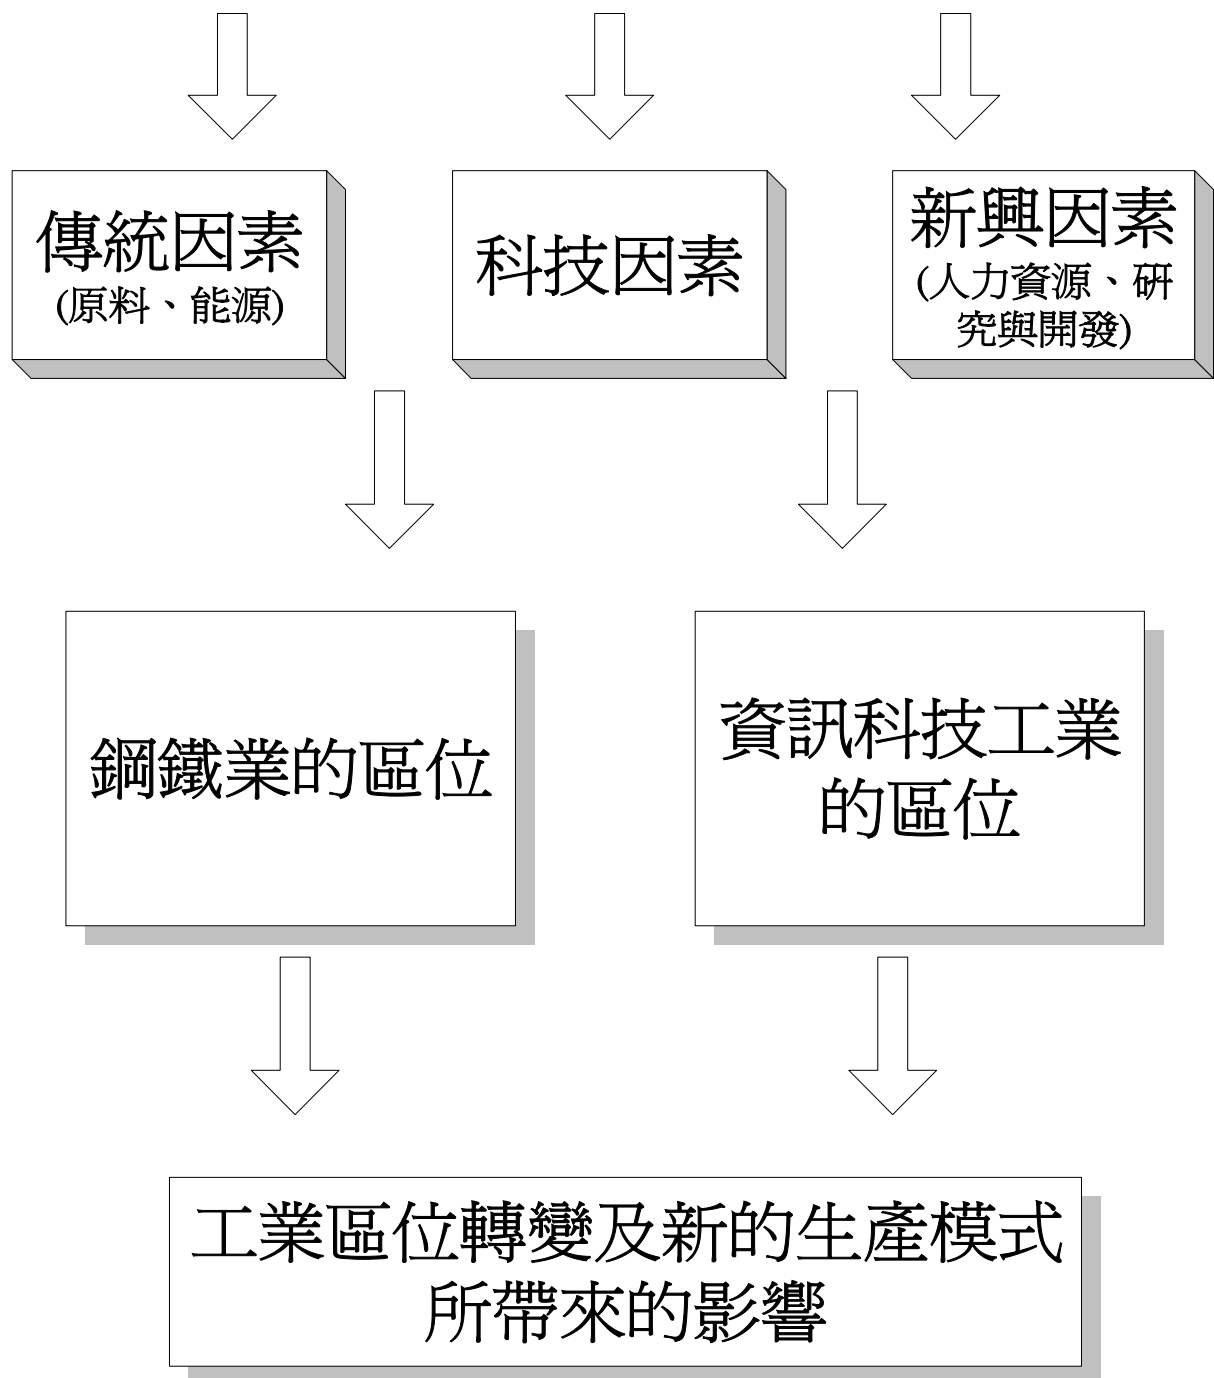 傳統因素
(原料、能源)
科技因素
新興因素
(人力資源、研
究與開發)
鋼鐵業的區位
資訊科技工業
的區位
工業區位轉變及新的生產模式
所帶來的影響